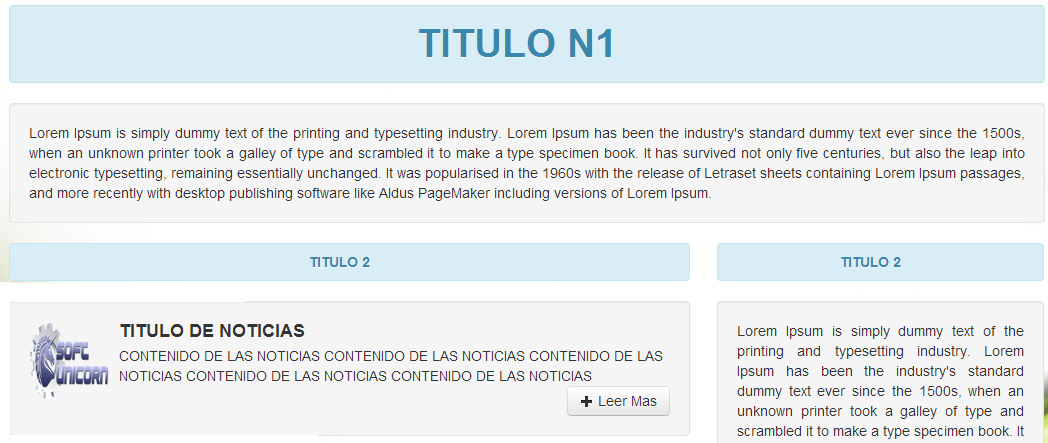 TITULO N1
Lorem Ipsum is simply dummy text of the printing and typesetting industry. Lorem Ipsum has been the industry's standard dummy text ever since the 1500s,
when an unknown printer took a galley of type and scrambled it to make a type specimen book. It has survived not only five centuries, but also the leap into
electronic typesetting, remaining essentially unchanged. It was popularised in the 1960s with the release of Letraset sheets containing Lorem Ipsum passages,
and more recently with desktop publishing software like Aldus PageMaker including versions of Lorem Ipsum.
TITULO 2
SOFT
UNICORN
TITULO DE NOTICIAS
CONTENIDO DE LAS NOTICIAS CONTENIDO DE LAS NOTICIAS CONTENIDO DE LAS
NOTICIAS CONTENIDO DE LAS NOTICIAS CONTENIDO DE LAS NOTICIAS
Leer Mas
TITULO 2
Lorem Ipsum is simply dummy text of the
printing and typesetting industry. Lorem
Ipsum has been the industry's standard
dummy text ever since the 1500s, when an
unknown printer took a galley of type and
scrambled it to make a type specimen book. It